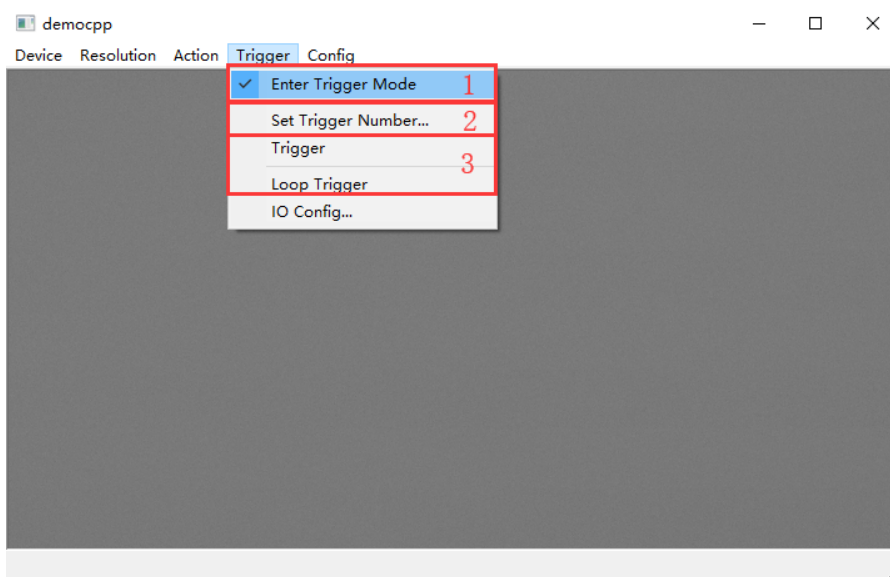 democpp
Device Resolution Action Trigger Config
Enter Trigger Mode 1
Set Trigger Number... 2
Trigger
3
Loop Trigger
IO Config...